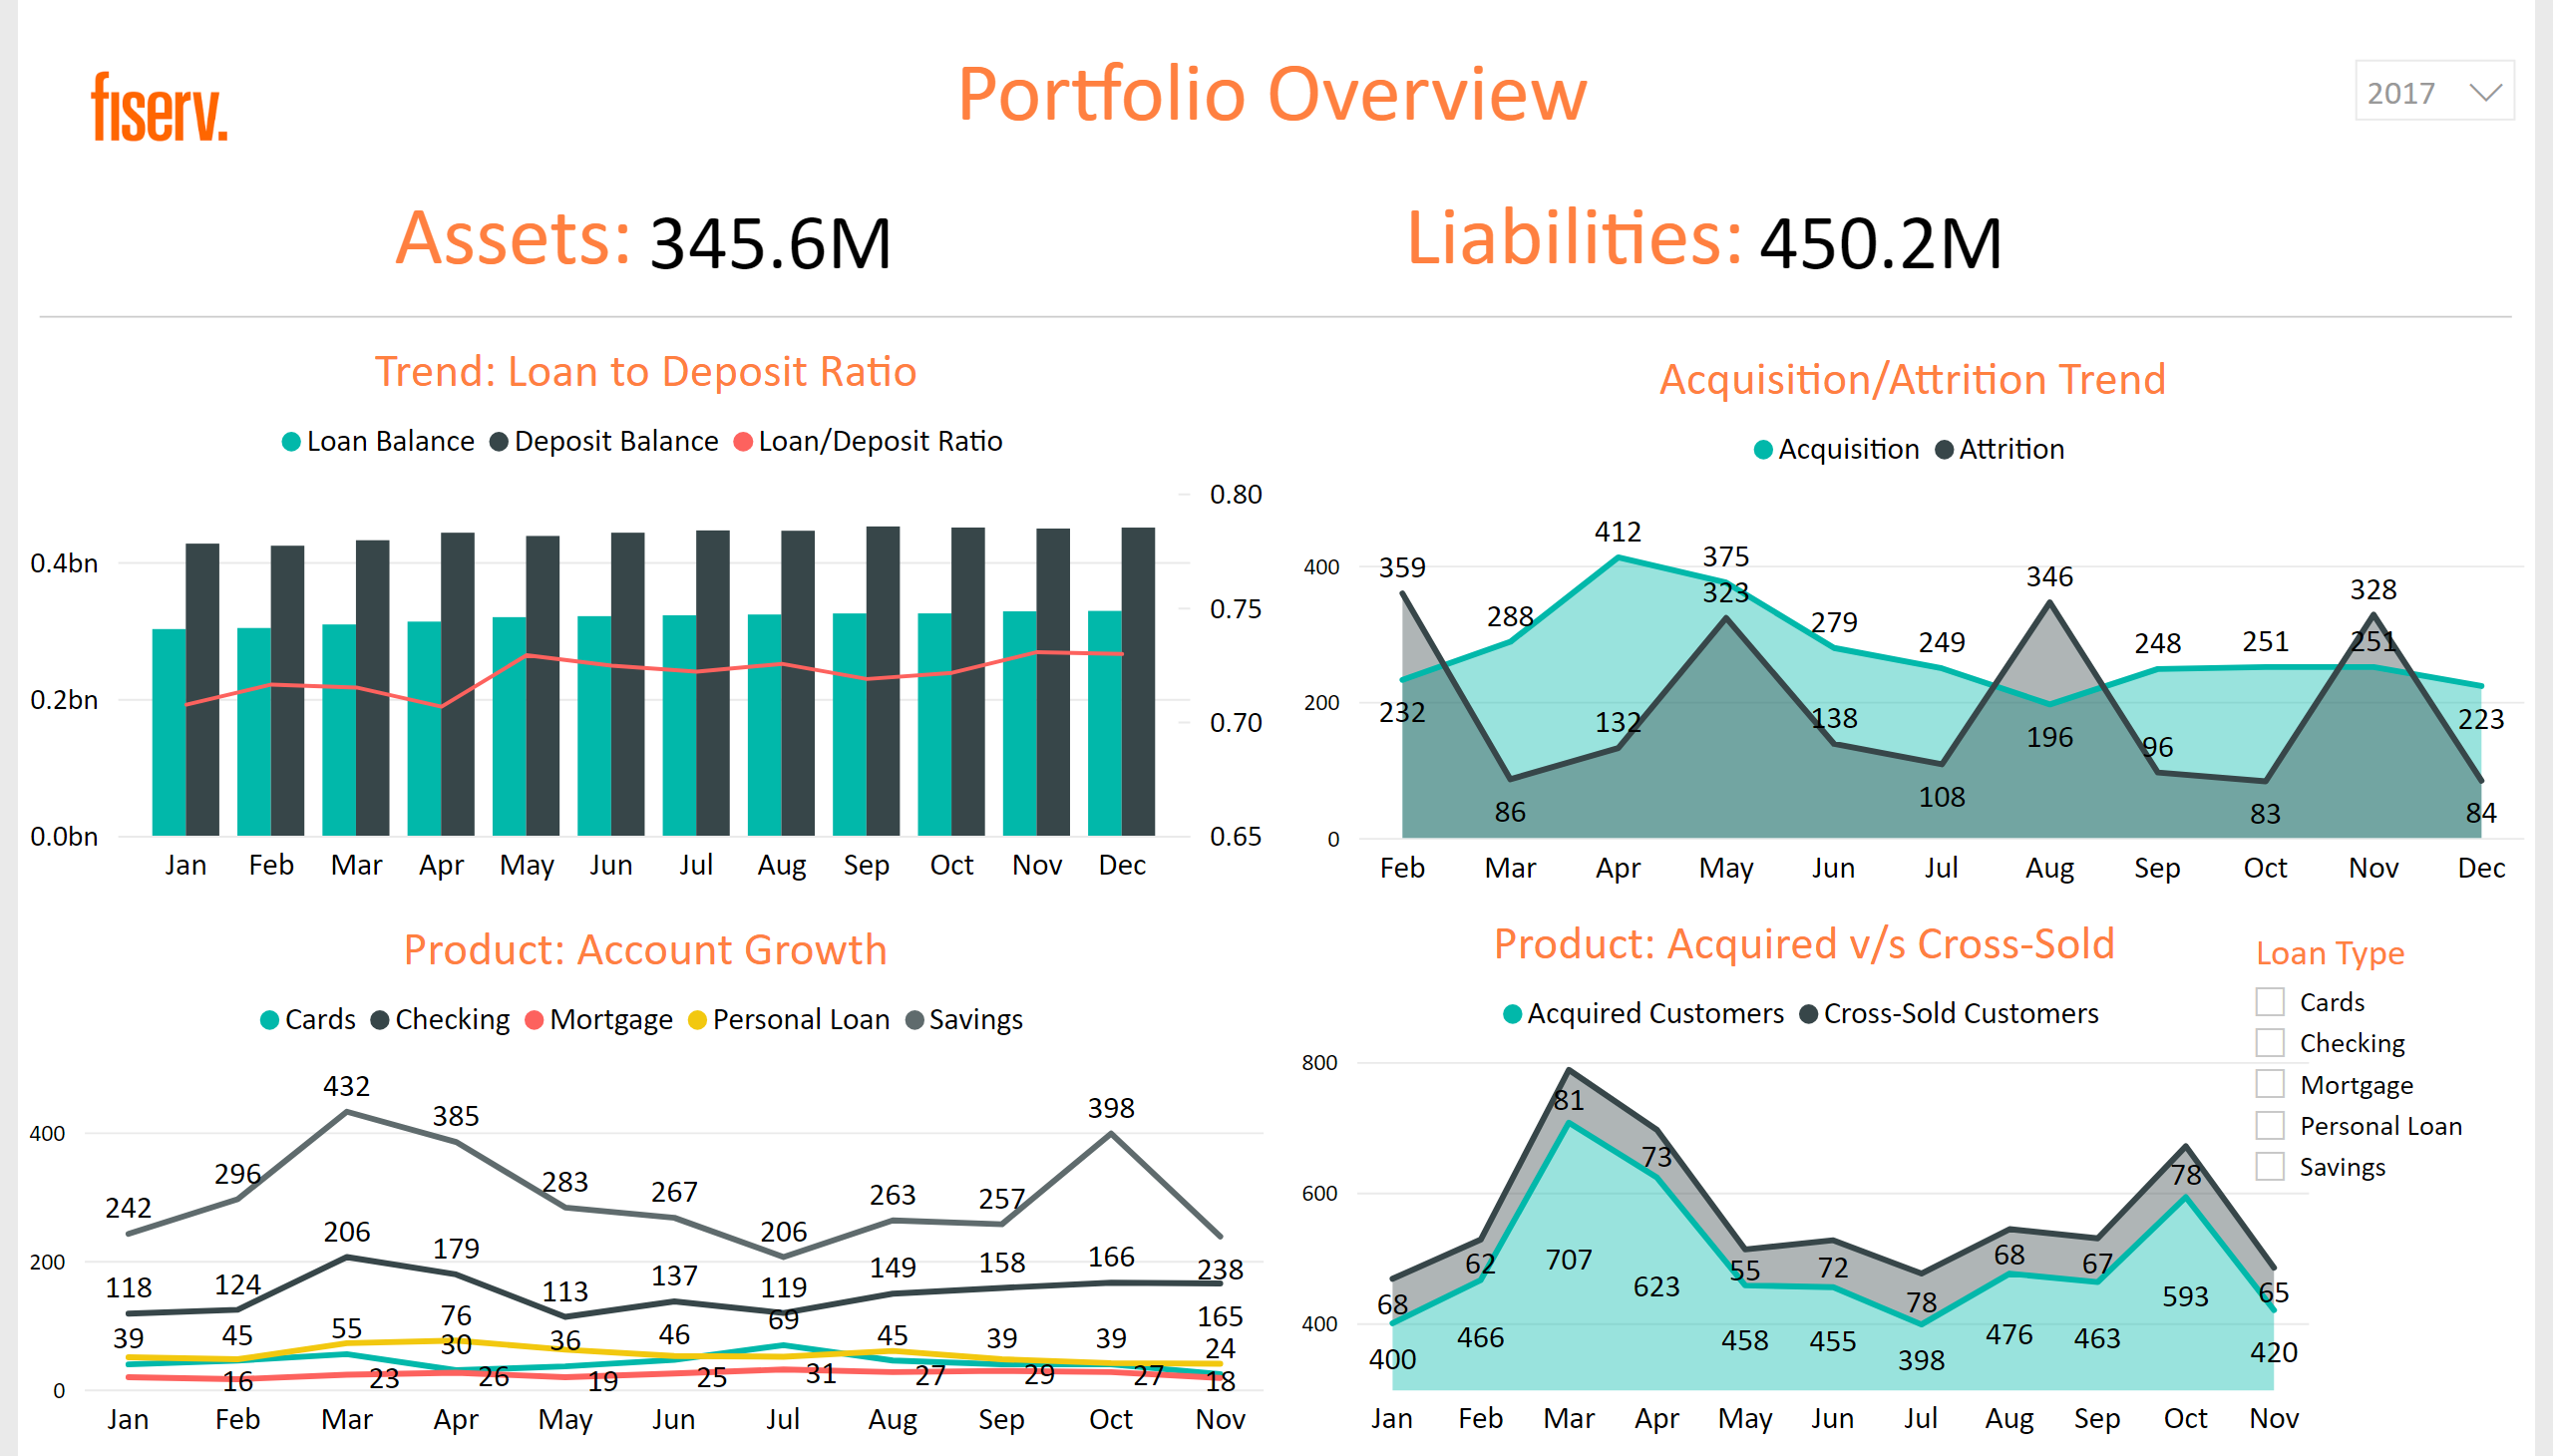 fiserv.
Portfolio Overview
2017
Assets: 345.6M
Liabilities: 450.2M
Trend: Loan to Deposit Ratio
Loan Balance Deposit Balance Loan/Deposit Ratio
0.80
0.75
0.70
0.65
0.4bn
0.2bn
0.0bn
Jan Feb Mar Apr May Jun Jul Aug Sep Oct Nov Dec
Acquisition/Attrition Trend
Acquisition Attrition
400
200
0
359 288 412 375 279 249 346 248 251 328
323 251
232 132 138 196 96 223
86 108 83 84
Feb Mar Apr May Jun Jul Aug Sep Oct Nov Dec
Product: Account Growth
Cards Checking Mortgage Personal Loan Savings
400
200
0
242 296 432 385 283 267 206 263 257 398 238
118 124 206 179 113 137 119 149 158 166 165
76
39 45 55 30 36 46 69 45 39 39 24
16 23 26 19 25 31 27 29 27 18
Jan Feb Mar Apr May Jun Jul Aug Sep Oct Nov
Product: Acquired v/s Cross-Sold
Acquired Customers Cross-Sold Customers
800
600
400
68 62 81 73 55 72 78 68 67 78 65
400 466 707 623 458 455 398 476 463 593 420
Jan Feb Mar Apr May Jun Jul Aug Sep Oct Nov
Loan Type
Cards
Checking
Mortgage
Personal Loan
Savings